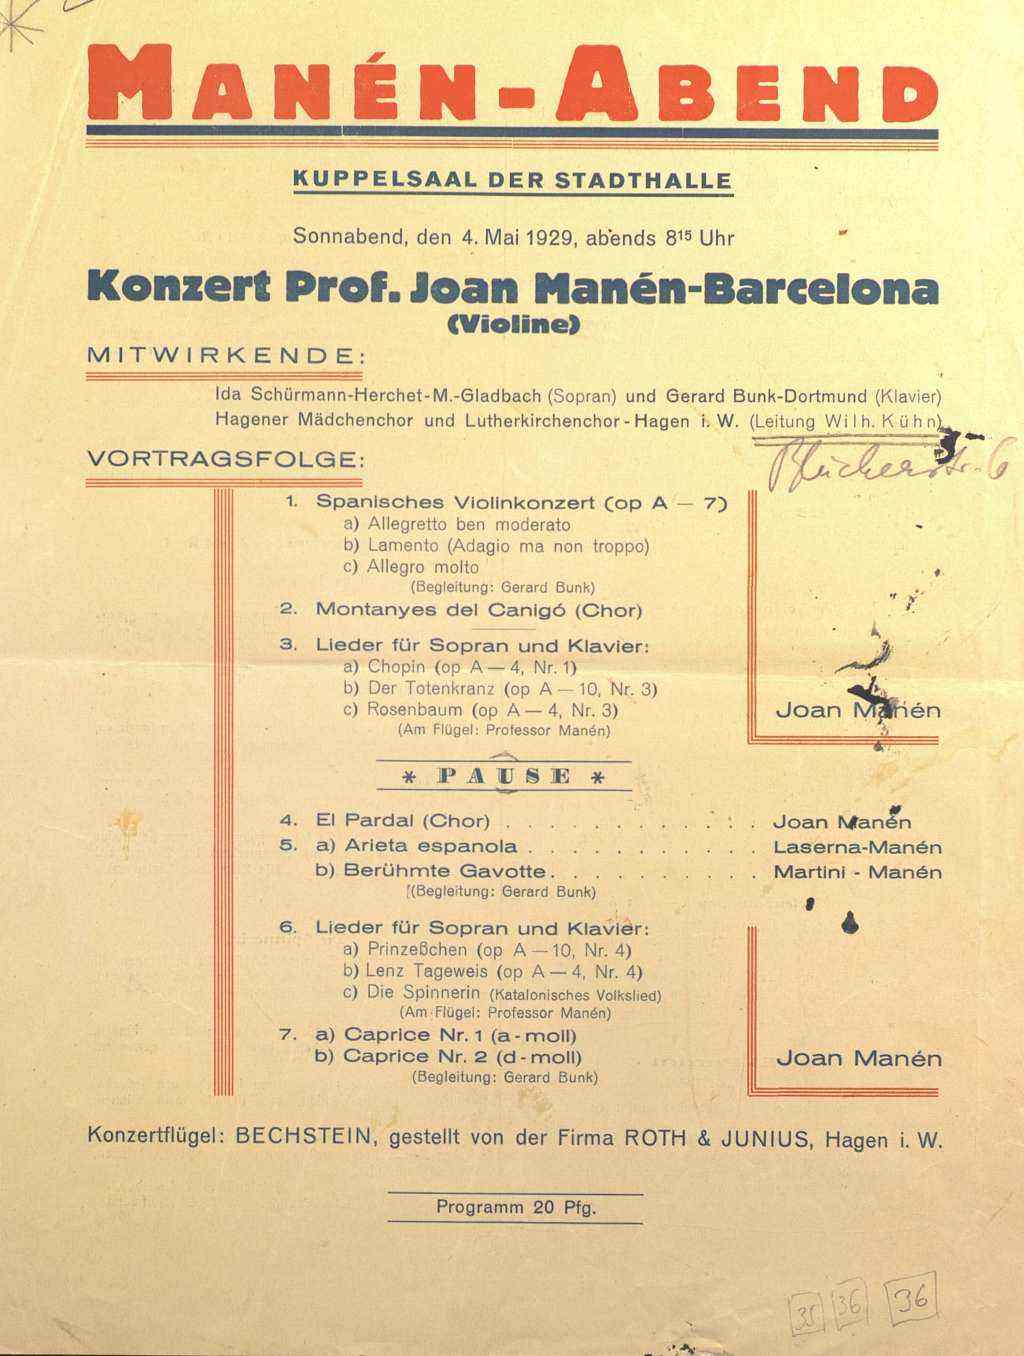 MANÉN-ABEND
KUPPELSAAL DER STADTHALLE
Sonnabend, den 4. Mai 1929, abends 8¹⁵ Uhr
Konzert Prof. Joan Manén-Barcelona
(Violine)
MITWIRKENDE:
Ida Schürmann-Herchet-M.-Gladbach (Sopran) und Gerard Bunk-Dortmund (Klavier)
Hagener Mädchenchor und Lutherkirchenchor-Hagen i. W. (Leitung Wilh. Kühn)
Blücherstr. 6
VORTRAGSFOLGE:
1. Spanisches Violinkonzert (op A — 7)
a) Allegretto ben moderato
b) Lamento (Adagio ma non troppo)
c) Allegro molto
(Begleitung: Gerard Bunk)
2. Montanyes del Canigó (Chor)
3. Lieder für Sopran und Klavier:
a) Chopin (op A — 4, Nr. 1)
b) Der Totenkranz (op A — 10, Nr. 3)
c) Rosenbaum (op A — 4, Nr. 3)
(Am Flügel: Professor Manén)
Joan Manén
* PAUSE *
4. El Pardal (Chor) . . . . . . . . . . . Joan Manén
5. a) Arieta espanola . . . . . . . . . . . Laserna-Manén
b) Berühmte Gavotte . . . . . . . . . . Martini - Manén
(Begleitung: Gerard Bunk)
6. Lieder für Sopran und Klavier:
a) Prinzeßchen (op A — 10, Nr. 4)
b) Lenz Tageweis (op A — 4, Nr. 4)
c) Die Spinnerin (Katalonisches Volkslied)
(Am Flügel: Professor Manén)
7. a) Caprice Nr. 1 (a-moll)
b) Caprice Nr. 2 (d-moll)
(Begleitung: Gerard Bunk)
Joan Manén
Konzertflügel: BECHSTEIN, gestellt von der Firma ROTH & JUNIUS, Hagen i. W.
Programm 20 Pfg.
35 36 36